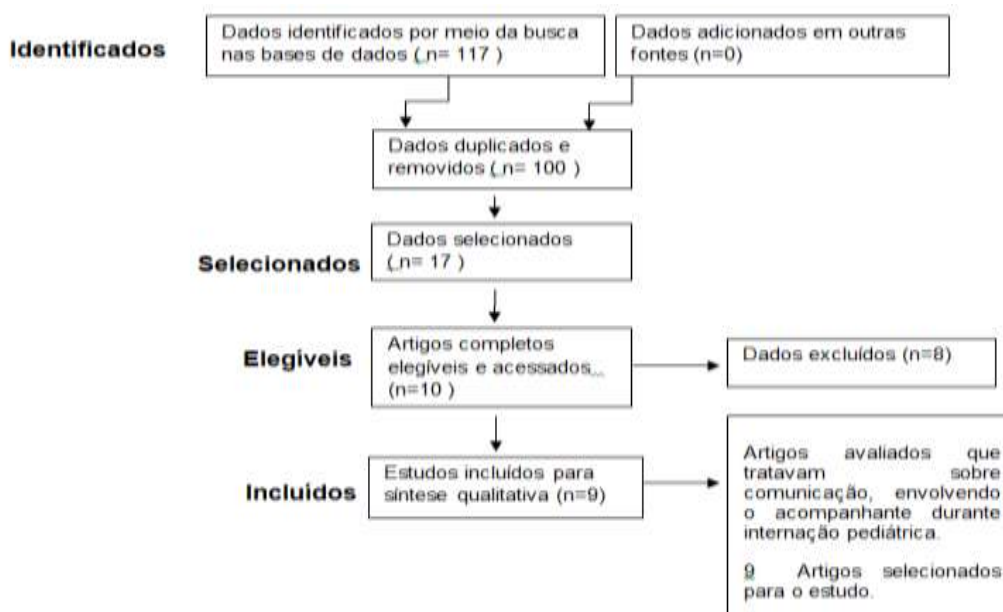 Identificados
Dados identificados por meio da busca
nas bases de dados ( n= 117 )
Dados adicionados em outras
fontes (n=0)
Dados duplicados e
removidos ( n= 100 )
Selecionados
Dados selecionados
( n= 17 )
Elegíveis
Artigos completos
elegíveis e acessados...
(n=10 )
Dados excluídos (n=8)
Incluídos
Estudos incluídos para
síntese qualitativa (n=9)
Artigos avaliados que
tratavam sobre
comunicação, envolvendo
o acompanhante durante
internação pediátrica.
9 Artigos selecionados
para o estudo.